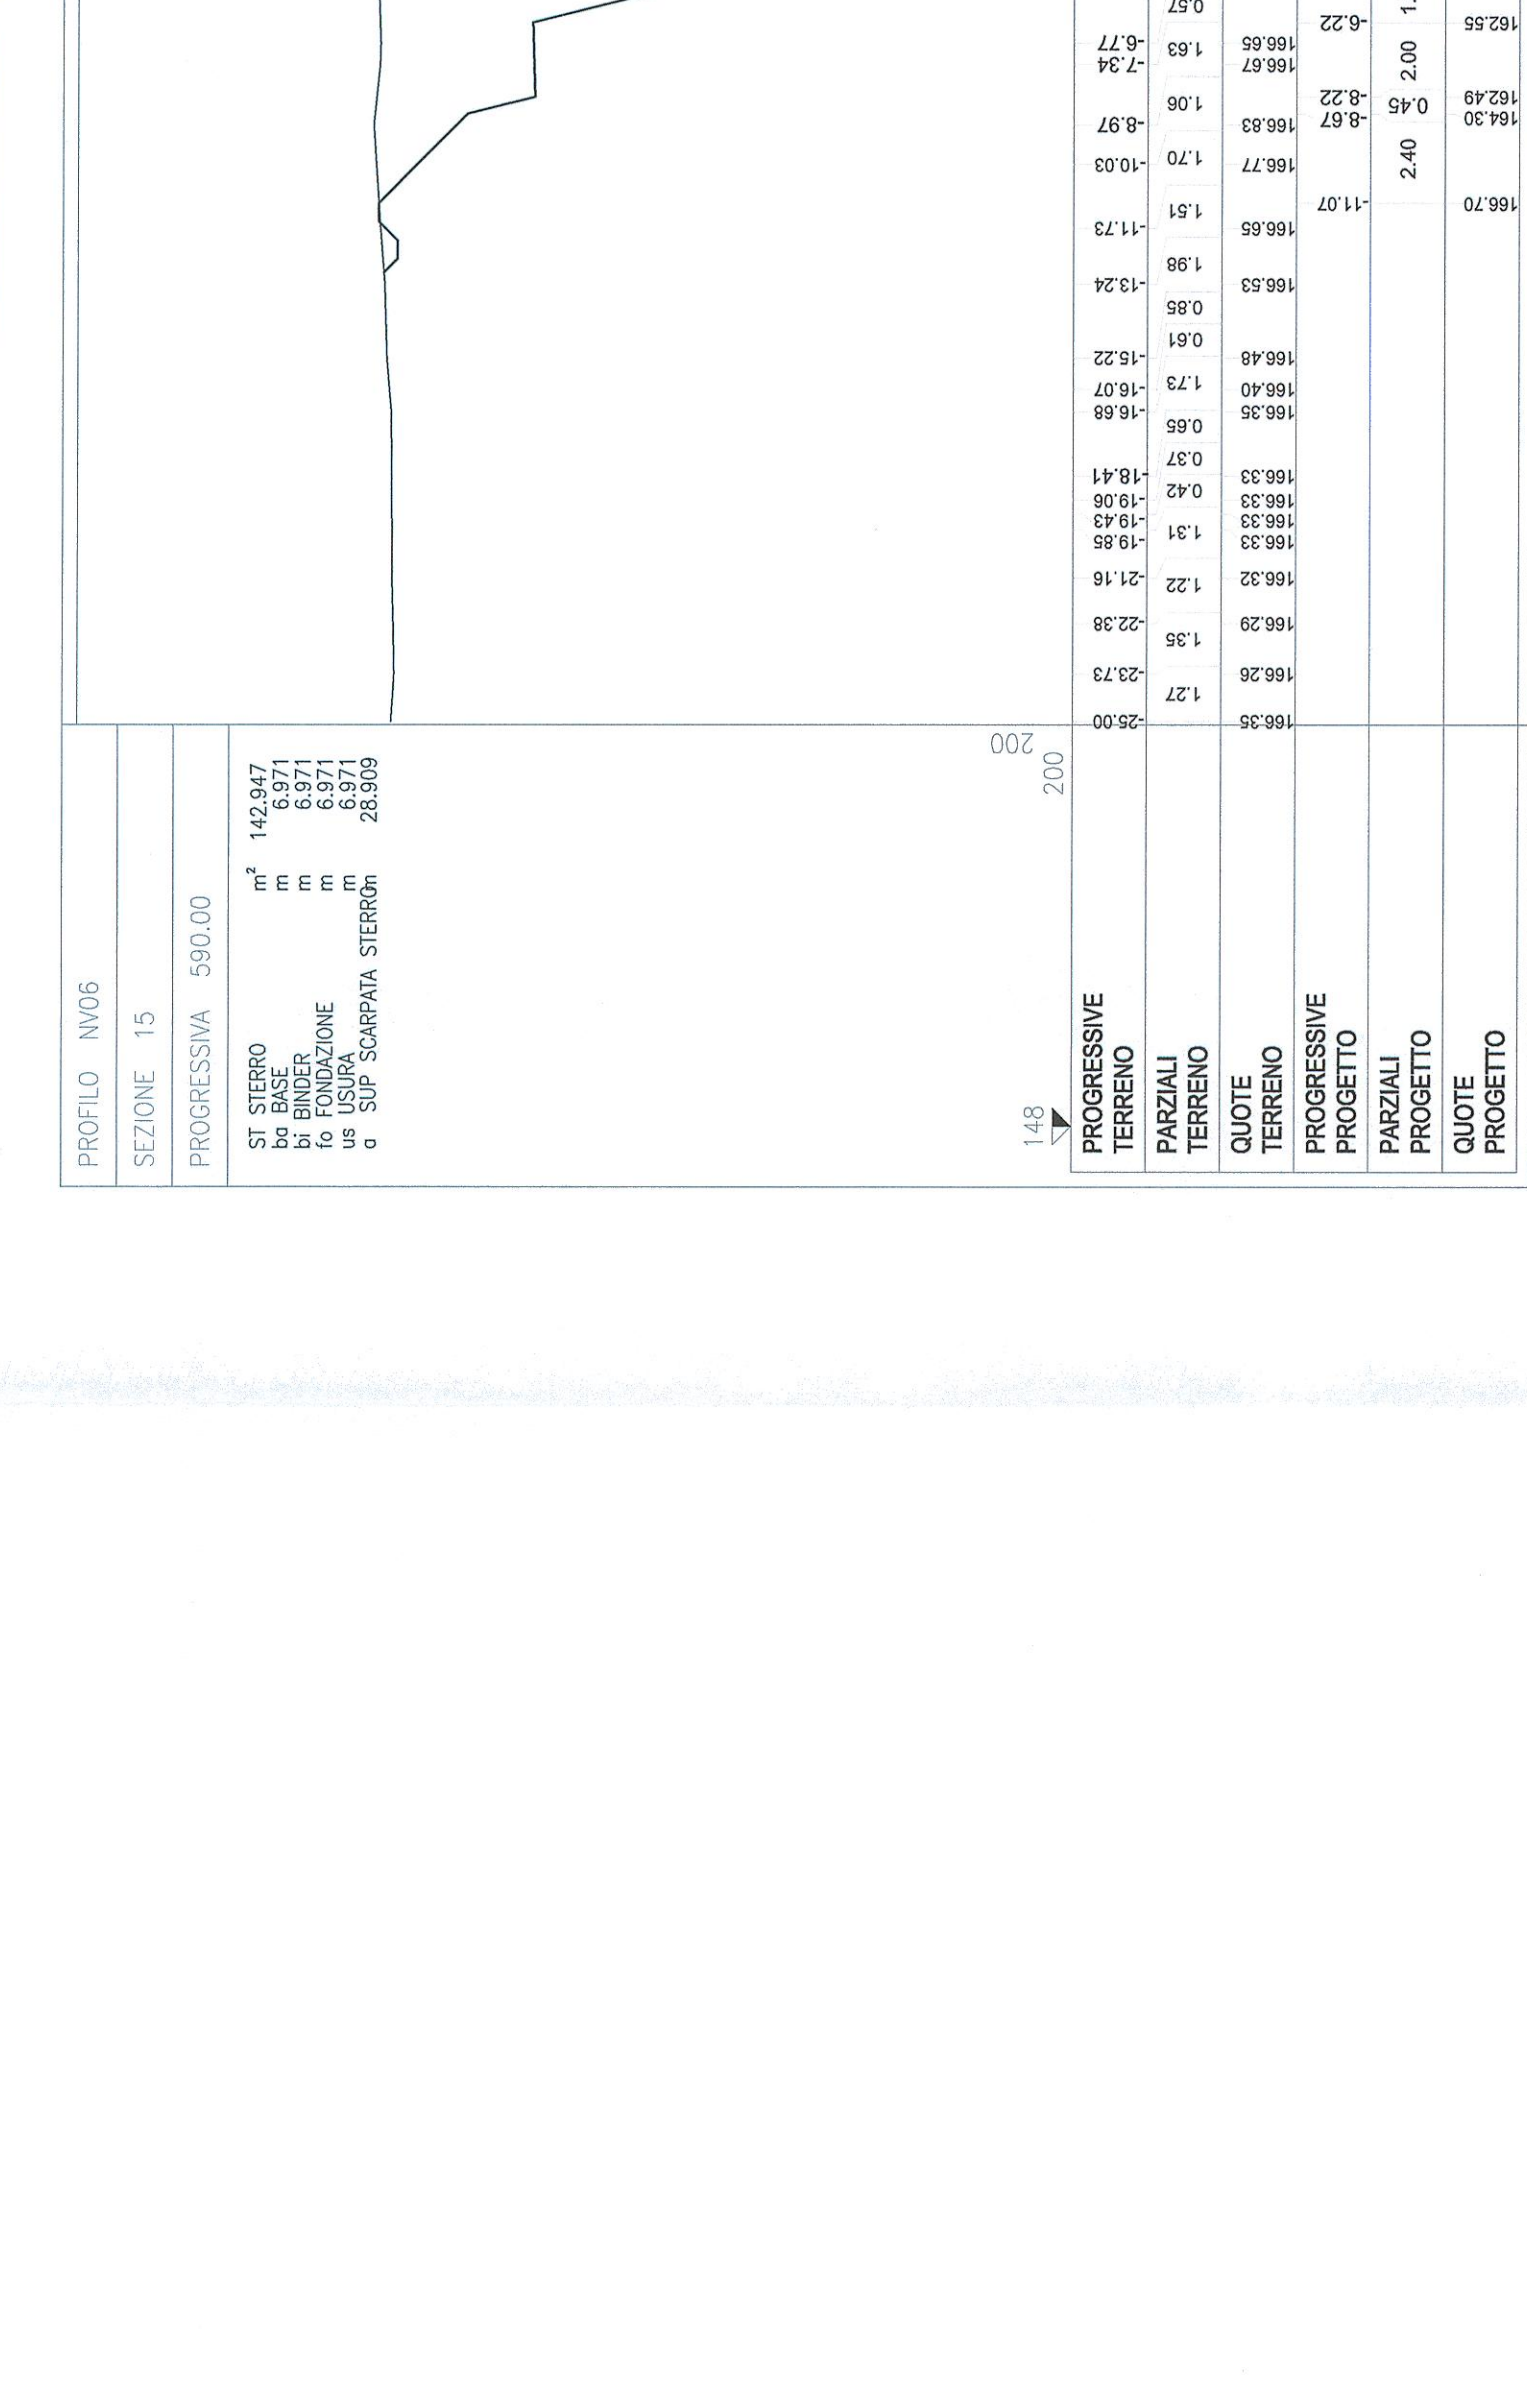 PROFILO NV06
SEZIONE 15
PROGRESSIVA 590.00
ST STERRO m² 142.947
ba BASE m 6.971
bi BINDER m 6.971
fo FONDAZIONE m 6.971
us USURA m 6.971
a SUP SCARPATA STERRO m 28.909
200
148 200
PROGRESSIVE TERRENO -25.00 -23.73 -22.38 -21.16 -19.85 -19.43 -19.06 -18.41 -16.68 -16.07 -15.22 -13.24 -11.73 -10.03 -8.97 -7.34 -6.77
PARZIALI TERRENO 1.27 1.35 1.22 1.31 0.42 0.37 0.65 1.73 0.61 0.85 1.98 1.51 1.70 1.06 1.63 0.57
QUOTE TERRENO 166.35 166.26 166.29 166.32 166.33 166.33 166.33 166.33 166.35 166.40 166.48 166.53 166.65 166.77 166.83 166.67 166.65
PROGRESSIVE PROGETTO -11.07 -8.67 -8.22 -6.22
PARZIALI PROGETTO 2.40 0.45 2.00 1.
QUOTE PROGETTO 166.70 164.30 162.49 162.55